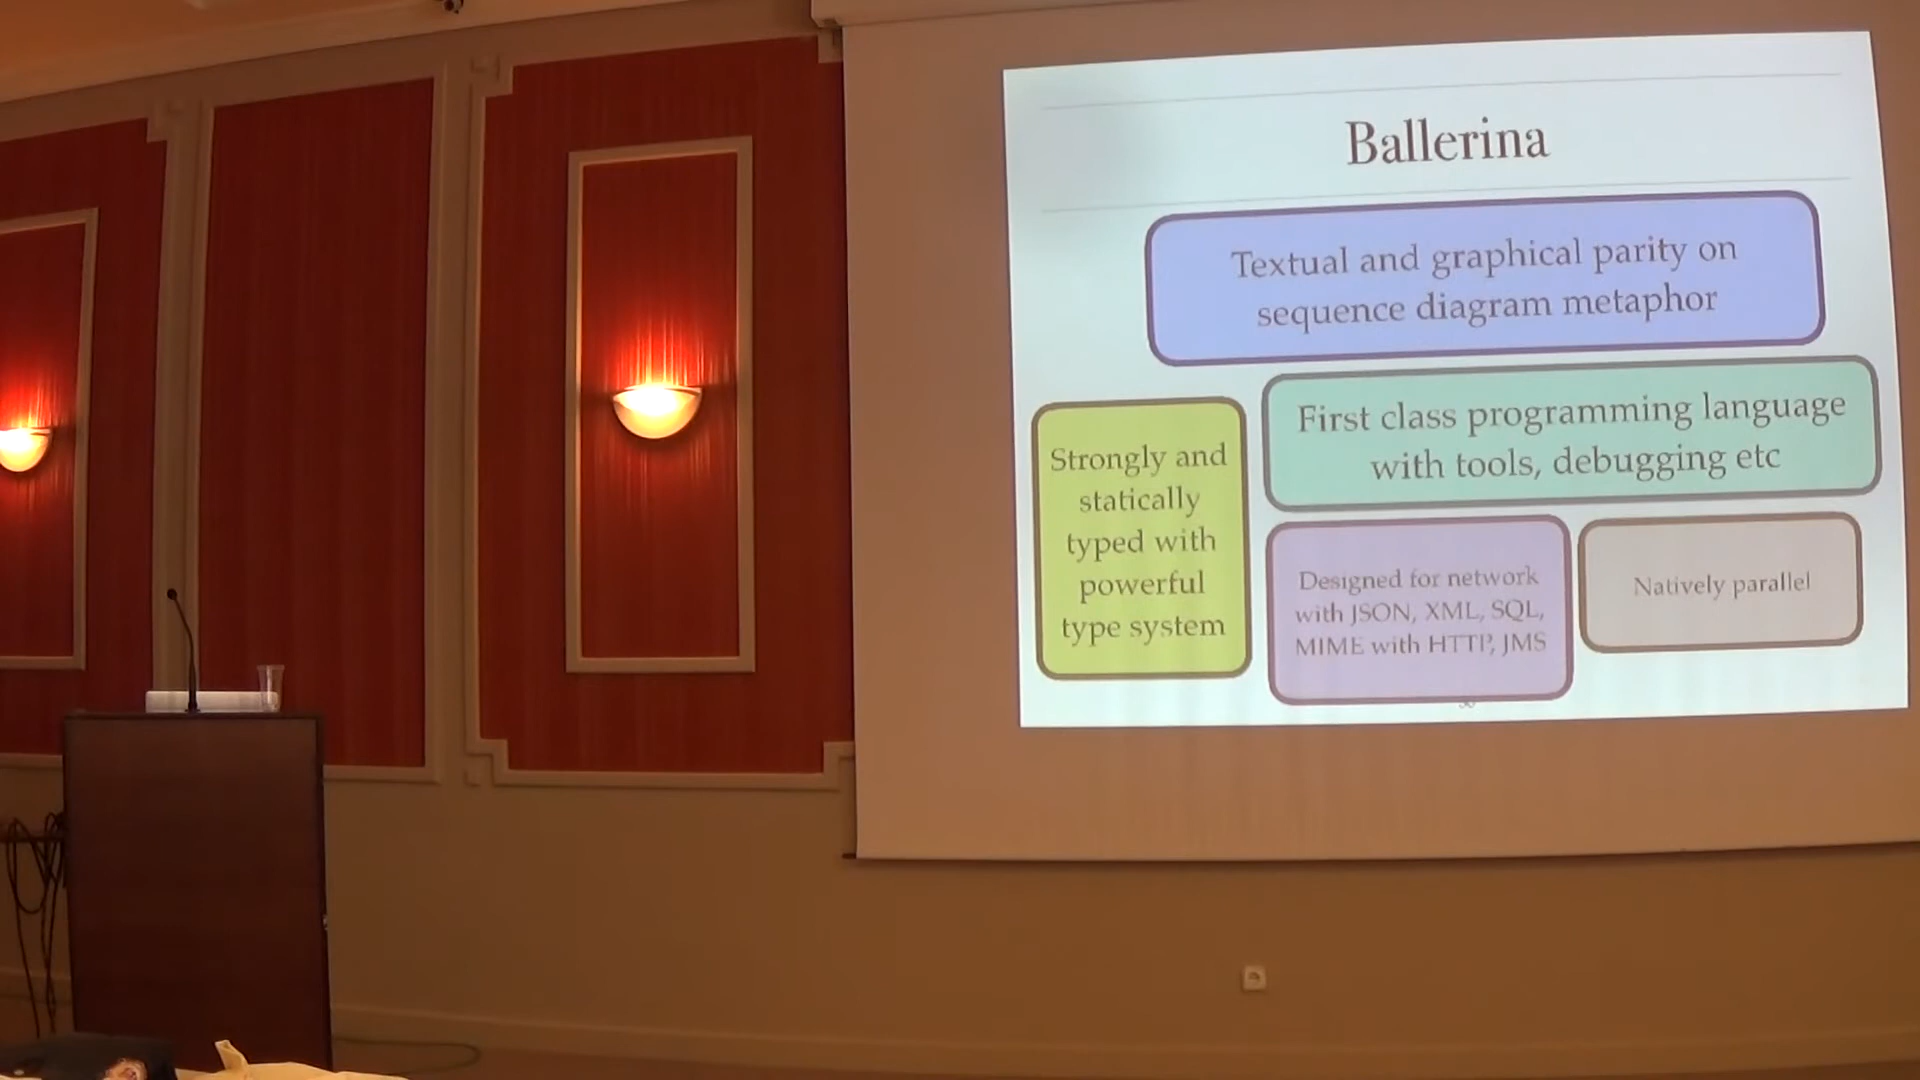 Ballerina
Textual and graphical parity on
sequence diagram metaphor
First class programming language
with tools, debugging etc
Strongly and
statically
typed with
powerful
type system
Designed for network
with JSON, XML, SQL,
MIME with HTTP, JMS
Natively parallel